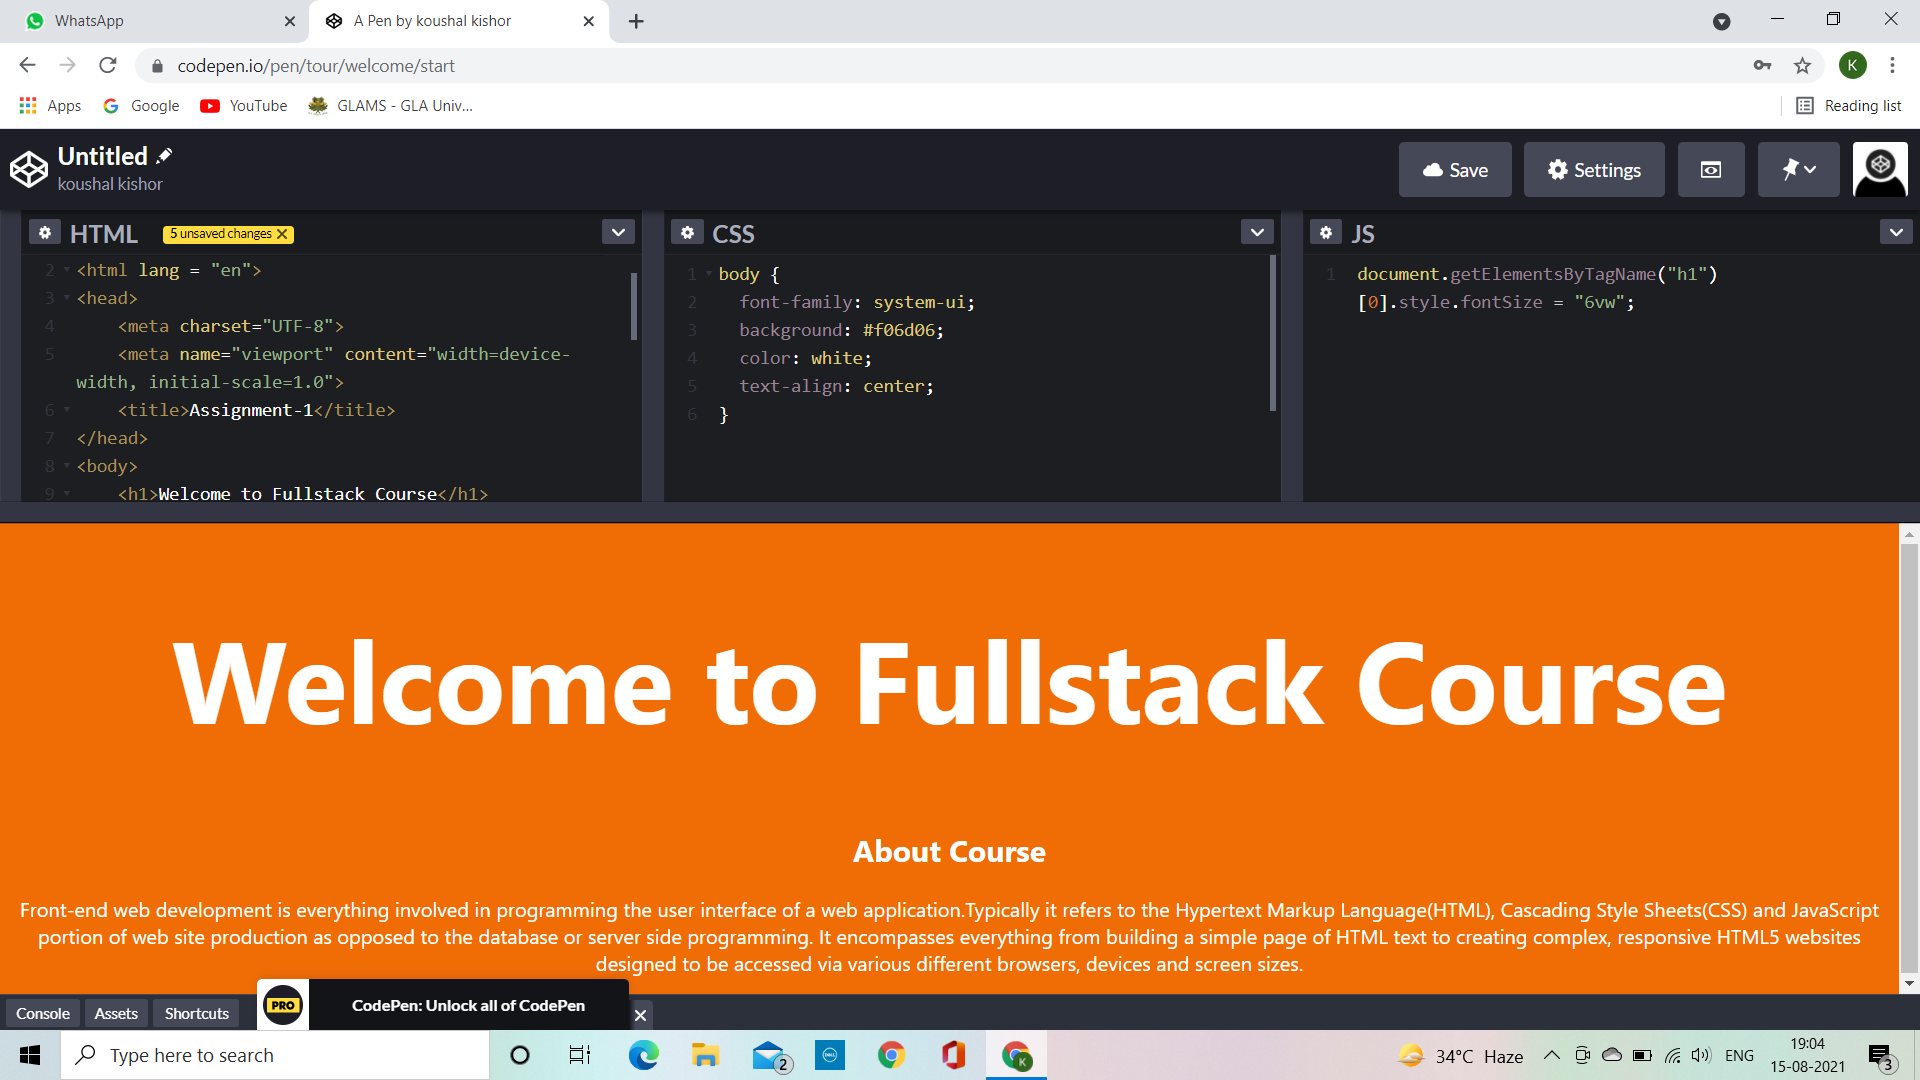 WhatsApp
A Pen by koushal kishor
codepen.io/pen/tour/welcome/start
K
Apps
Google
YouTube
GLAMS - GLA Univ...
Reading list
Untitled
koushal kishor
Save
Settings
HTML
5 unsaved changes
2 <html lang = "en">
3 <head>
4 <meta charset="UTF-8">
5 <meta name="viewport" content="width=device-
width, initial-scale=1.0">
6 <title>Assignment-1</title>
7 </head>
8 <body>
9 <h1>Welcome to Fullstack Course</h1>
CSS
1 body {
2 font-family: system-ui;
3 background: #f06d06;
4 color: white;
5 text-align: center;
6 }
JS
1 document.getElementsByTagName("h1")
[0].style.fontSize = "6vw";
Welcome to Fullstack Course
About Course
Front-end web development is everything involved in programming the user interface of a web application.Typically it refers to the Hypertext Markup Language(HTML), Cascading Style Sheets(CSS) and JavaScript
portion of web site production as opposed to the database or server side programming. It encompasses everything from building a simple page of HTML text to creating complex, responsive HTML5 websites
designed to be accessed via various different browsers, devices and screen sizes.
Console
Assets
Shortcuts
PRO
CodePen: Unlock all of CodePen
Type here to search
2
DELL
K
34°C Haze
ENG
19:04
15-08-2021
3